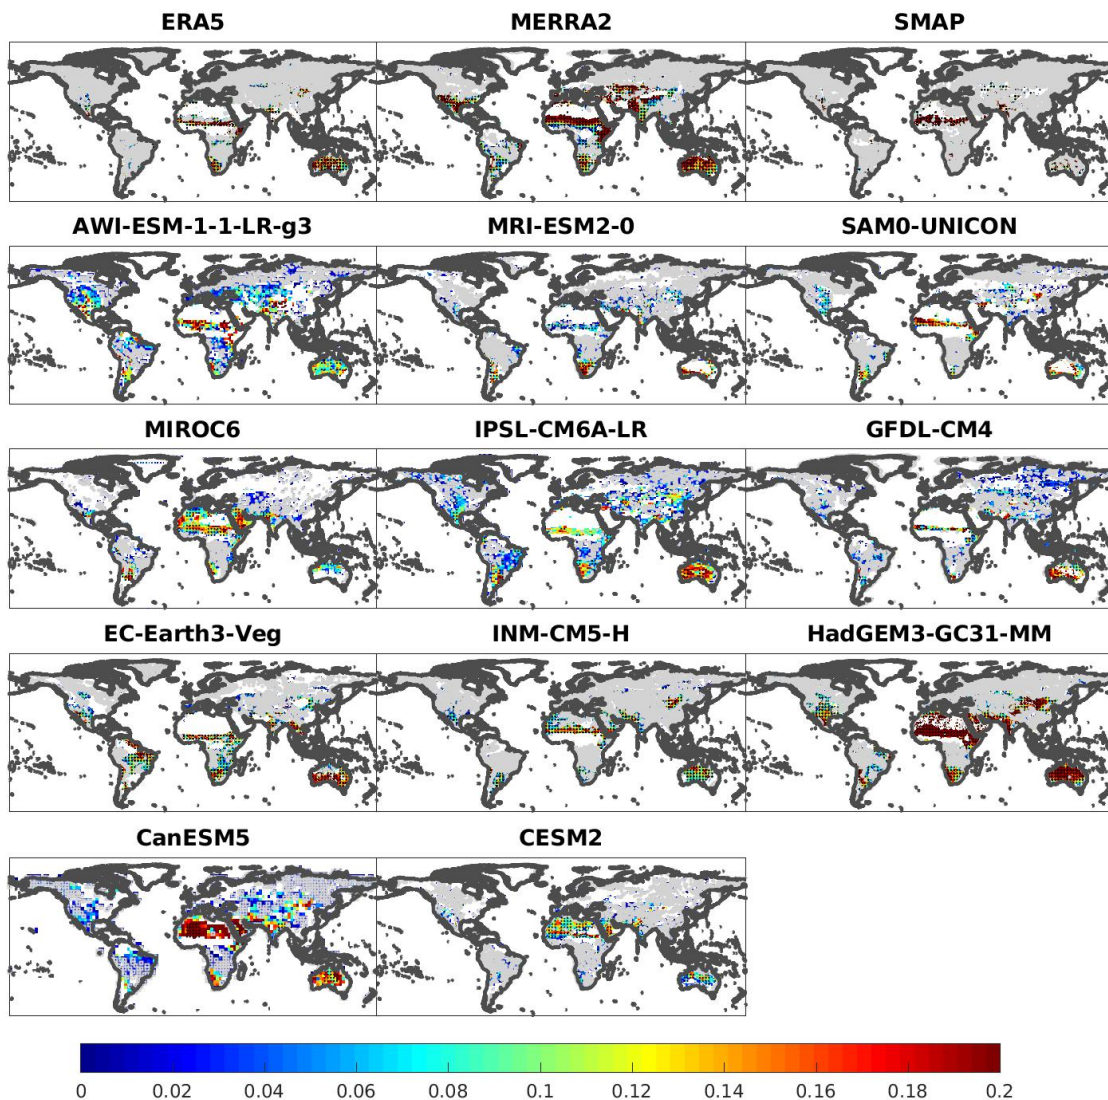 ERA5 MERRA2 SMAP
AWI-ESM-1-1-LR-g3 MRI-ESM2-0 SAM0-UNICON
MIROC6 IPSL-CM6A-LR GFDL-CM4
EC-Earth3-Veg INM-CM5-H HadGEM3-GC31-MM
CanESM5 CESM2
0 0.02 0.04 0.06 0.08 0.1 0.12 0.14 0.16 0.18 0.2